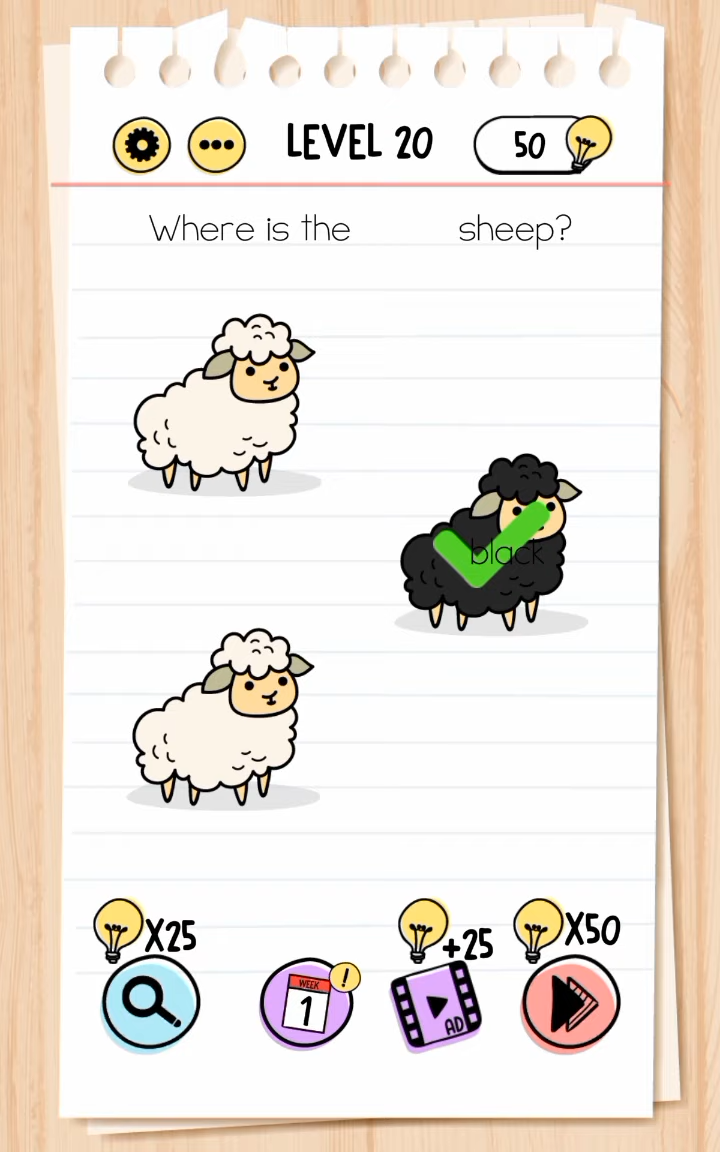 LEVEL 20
50
Where is the sheep?
black
X25
+25
X50
WEEK
1
!
AD